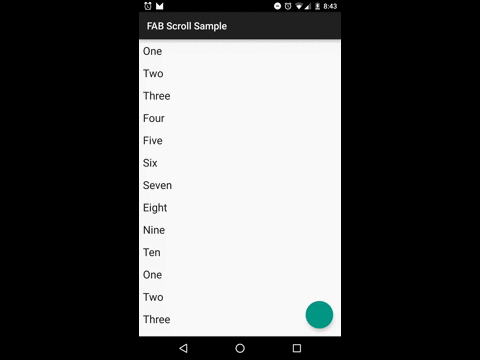 8:43
FAB Scroll Sample
One
Two
Three
Four
Five
Six
Seven
Eight
Nine
Ten
One
Two
Three